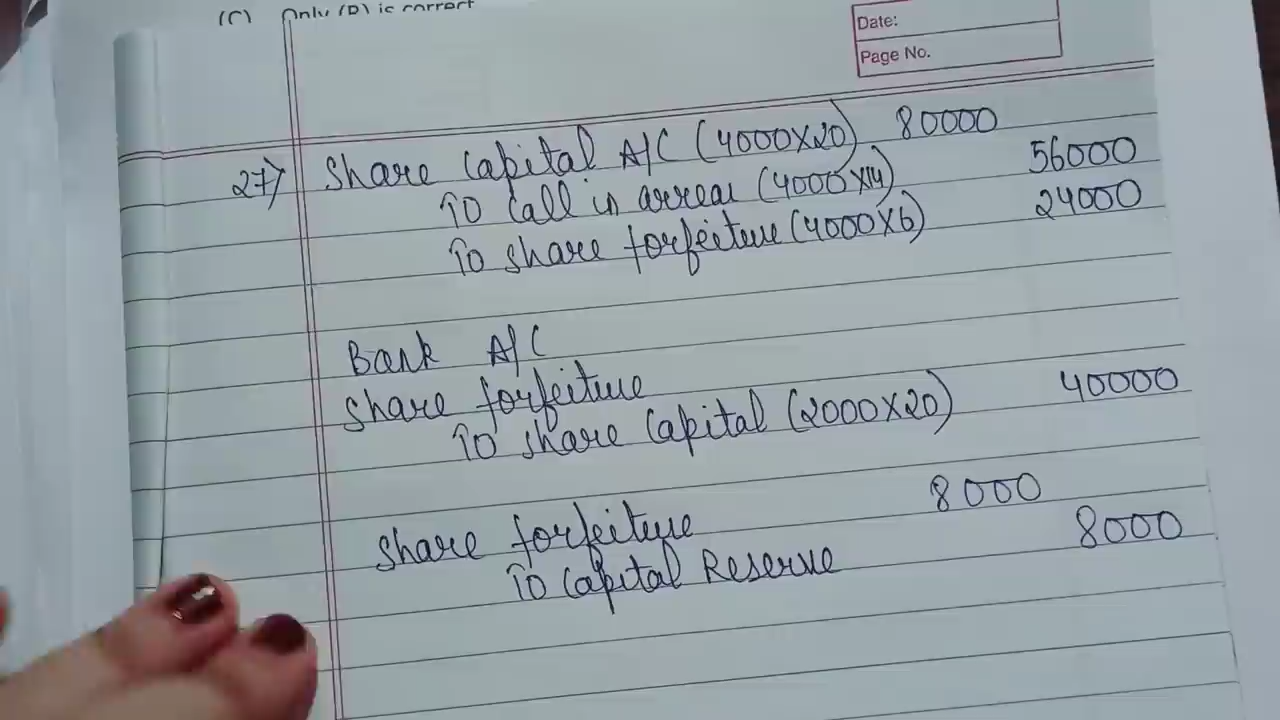 (C) Only (B) is correct
Date:
Page No.
27) Share Capital A/C (4000X20) 80000
To Call in arrear (4000X14) 56000
To share forfeiture (4000X6) 24000
Bank A/C
Share forfeiture
To share Capital (2000X20) 40000
Share forfeiture 8000
To Capital Reserve 8000